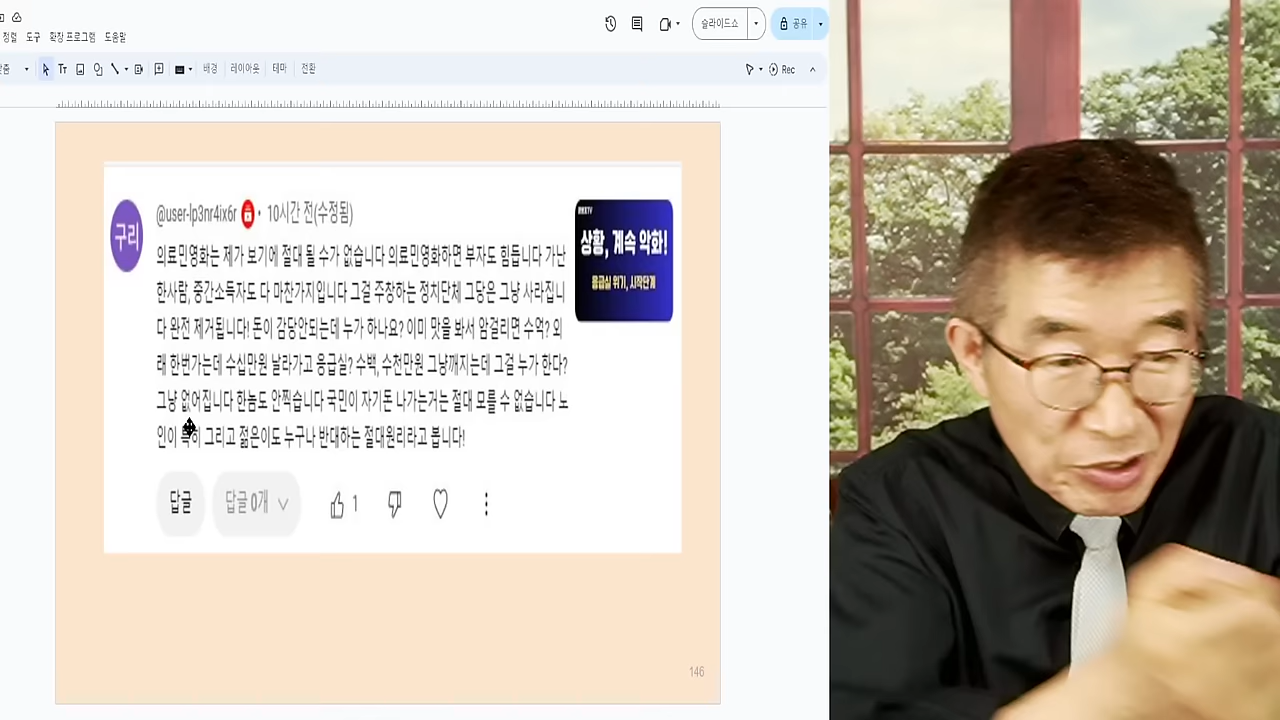 정렬 도구 확장 프로그램 도움말
슬라이드쇼
공유
배경 레이아웃 테마 전환
Rec
구리
@user-lp3nr4ix6r · 10시간 전(수정됨)
의료민영화는 제가 보기에 절대 될 수가 없습니다 의료민영화하면 부자도 힘듭니다 가난
한사람, 중간소득자도 다 마찬가지입니다 그걸 주창하는 정치단체 그당은 그냥 사라집니
다 완전 제거됩니다! 돈이 감당안되는데 누가 하나요? 이미 맛을 봐서 암걸리면 수억? 외
래 한번가는데 수십만원 날라가고 응급실? 수백, 수천만원 그냥깨지는데 그걸 누가 한다?
그냥 없어집니다 한놈도 안찍습니다 국민이 자기돈 나가는거는 절대 모를 수 없습니다 노
인이 특히 그리고 젊은이도 누구나 반대하는 절대원리라고 봅니다!
상황, 계속 악화!
응급실 위기, 시작단계
답글
답글 0개
1
146